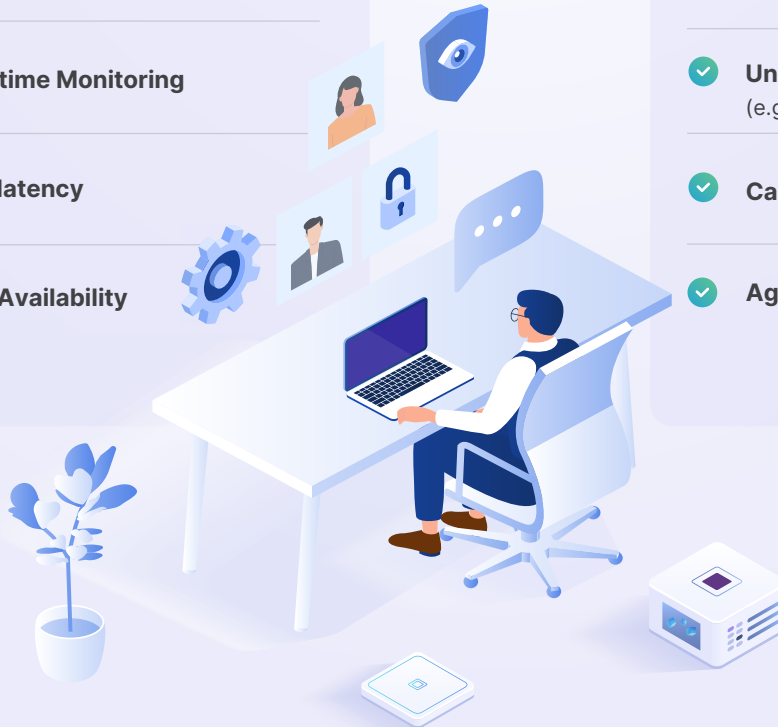 time Monitoring
latency
Availability
Un
(e.g
Ca
Ag